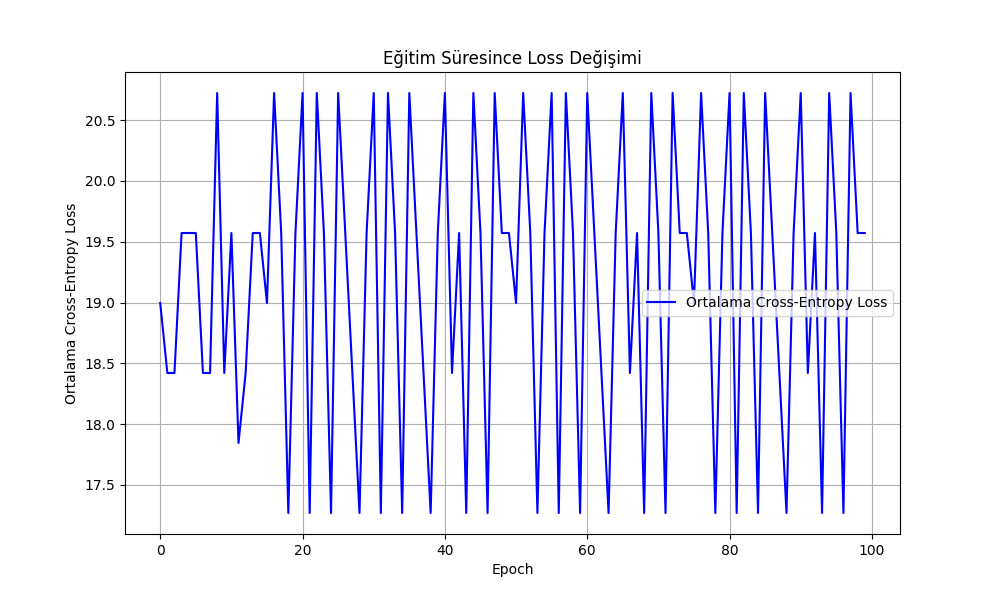 Eğitim Süresince Loss Değişimi
Ortalama Cross-Entropy Loss
20.5
20.0
19.5
19.0
18.5
18.0
17.5
Ortalama Cross-Entropy Loss
0 20 40 60 80 100
Epoch